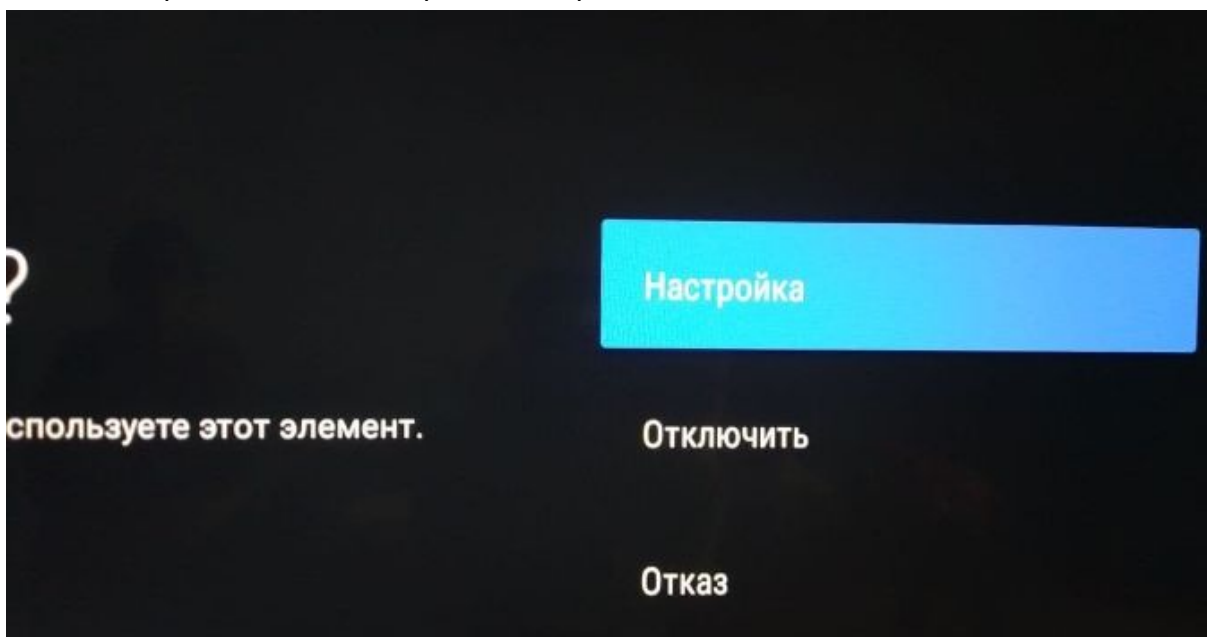 ?
Настройка
спользуете этот элемент.
Отключить
Отказ